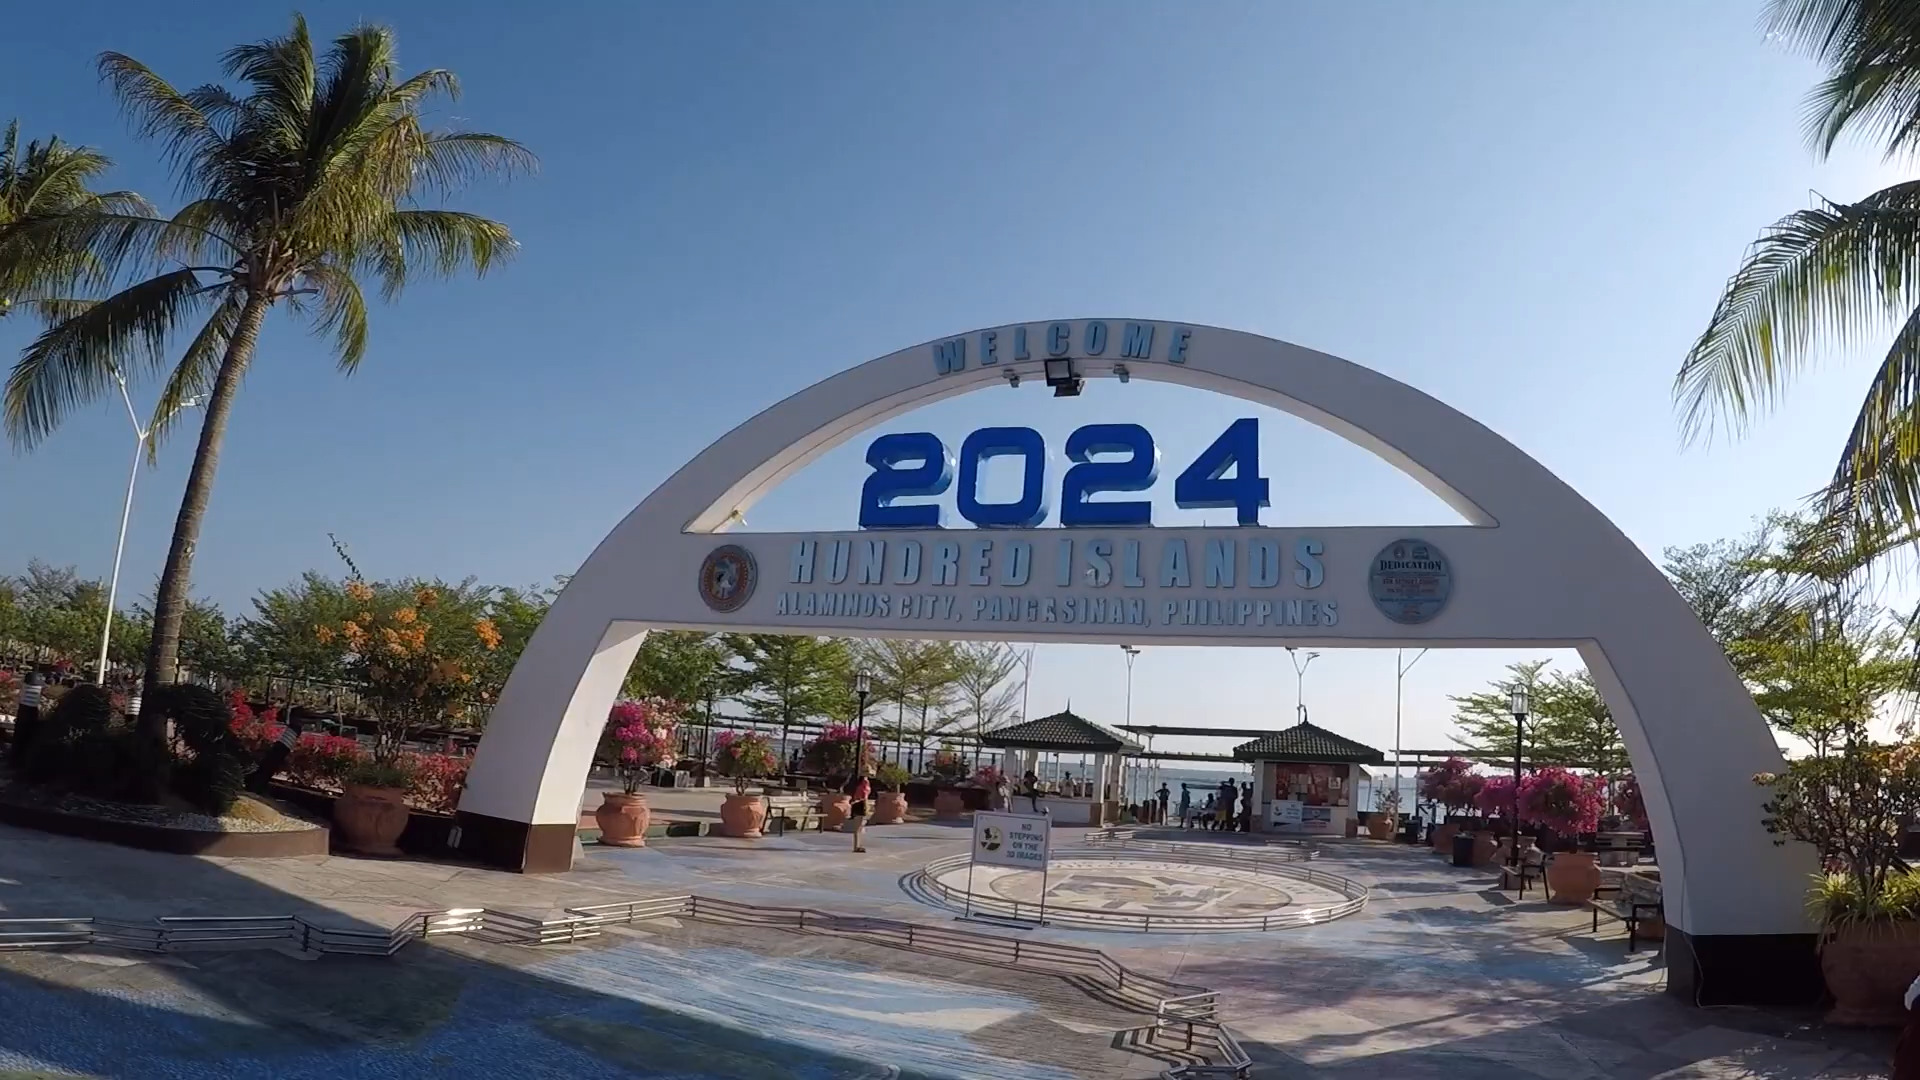 WELCOME
2024
HUNDRED ISLANDS
ALAMINOS CITY, PANGASINAN, PHILIPPINES
DEDICATION
NO
STEPPING
ON THE
3D IMAGES